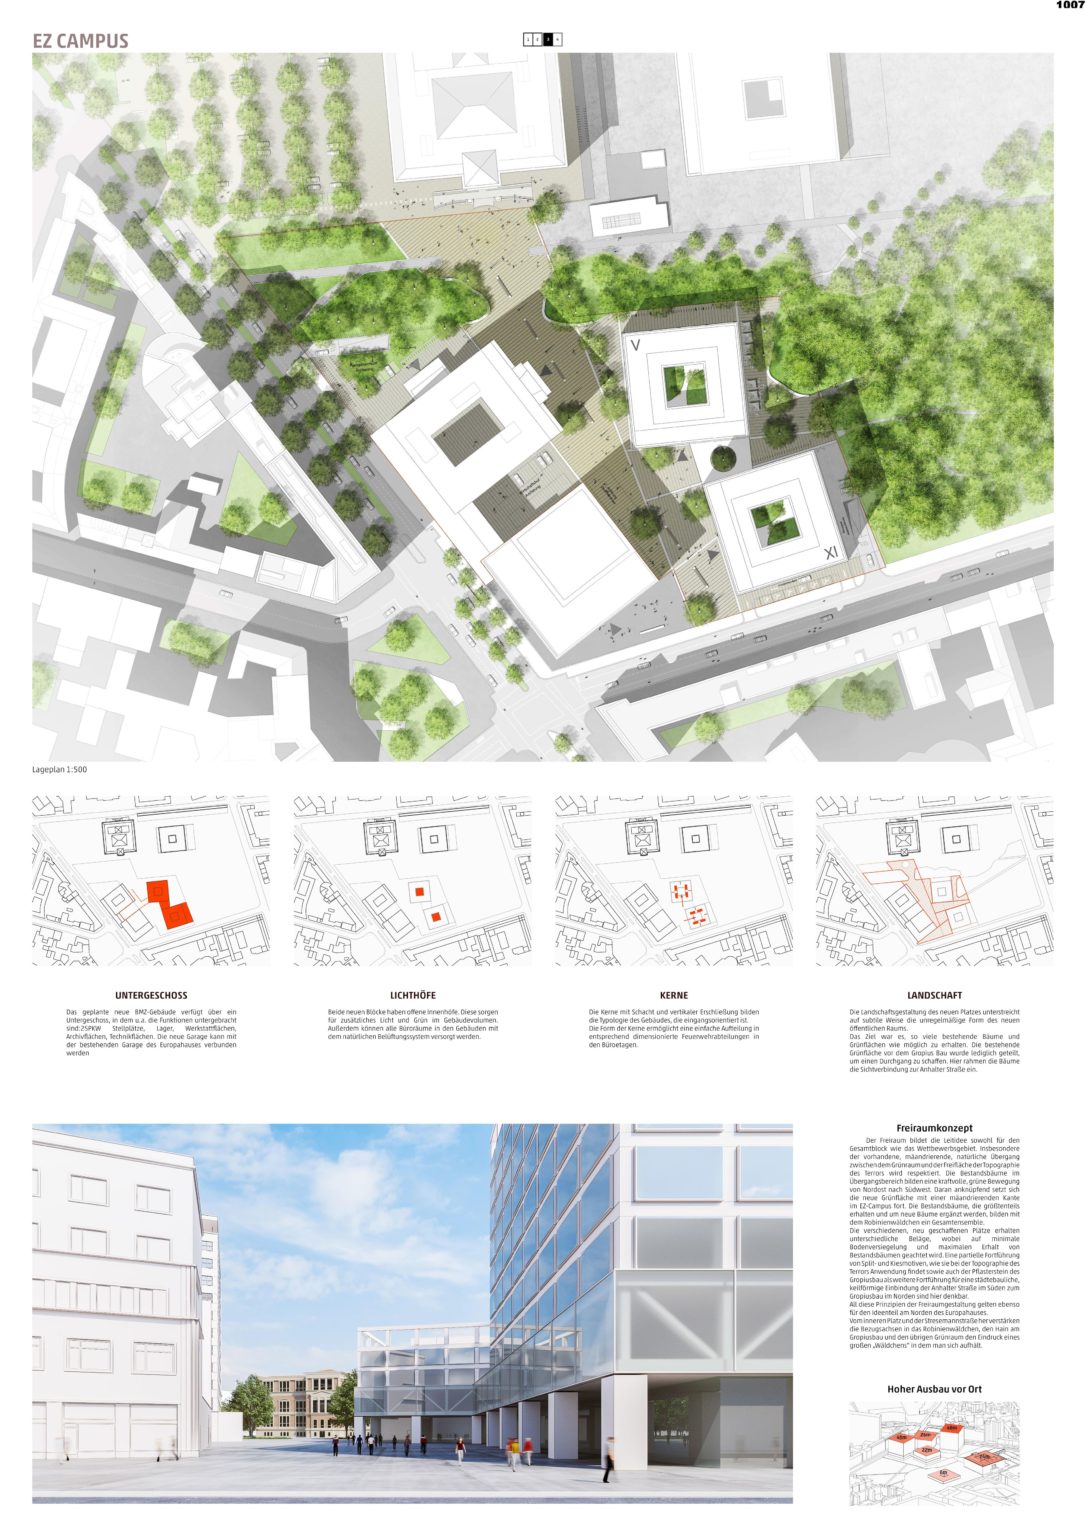 1007
EZ CAMPUS
1 2 3 4
V
XI
Lageplan 1:500
UNTERGESCHOSS
Das geplante neue BMZ-Gebäude verfügt über ein
Untergeschoss, in dem u.a. die Funktionen untergebracht
sind:25PKW Stellplätze, Lager, Werkstattflächen,
Archivflächen, Technikflächen. Die neue Garage kann mit
der bestehenden Garage des Europahauses verbunden
werden
LICHTHÖFE
Beide neuen Blöcke haben offene Innenhöfe. Diese sorgen
für zusätzliches Licht und Grün im Gebäudevolumen.
Außerdem können alle Büroräume in den Gebäuden mit
dem natürlichen Belüftungssystem versorgt werden.
KERNE
Die Kerne mit Schacht und vertikaler Erschließung bilden
die Typologie des Gebäudes, die eingangsorientiert ist.
Die Form der Kerne ermöglicht eine einfache Aufteilung in
entsprechend dimensionierte Feuerwehrabteilungen in
den Büroetagen.
LANDSCHAFT
Die Landschaftsgestaltung des neuen Platzes unterstreicht
auf subtile Weise die unregelmäßige Form des neuen
öffentlichen Raums.
Das Ziel war es, so viele bestehende Bäume und
Grünflächen wie möglich zu erhalten. Die bestehende
Grünfläche vor dem Gropius Bau wurde lediglich geteilt,
um einen Durchgang zu schaffen. Hier rahmen die Bäume
die Sichtverbindung zur Anhalter Straße ein.
Freiraumkonzept
Der Freiraum bildet die Leitidee sowohl für den
Gesamtblock wie das Wettbewerbsgebiet. Insbesondere
der vorhandene, mäandrierende, natürliche Übergang
zwischen dem Grünraum und der Freifläche der Topographie
des Terrors wird respektiert. Die Bestandsbäume im
Übergangsbereich bilden eine kraftvolle, grüne Bewegung
von Nordost nach Südwest. Daran anknüpfend setzt sich
die neue Grünfläche mit einer mäandrierenden Kante
im EZ-Campus fort. Die Bestandsbäume, die größtenteils
erhalten und um neue Bäume ergänzt werden, bilden mit
dem Robinienwäldchen ein Gesamtensemble.
Die verschiedenen, neu geschaffenen Plätze erhalten
unterschiedliche Beläge, wobei auf minimale
Bodenversiegelung und maximalen Erhalt von
Bestandsbäumen geachtet wird. Eine partielle Fortführung
von Split- und Kiesmotiven, wie sie bei der Topographie des
Terrors Anwendung findet sowie auch der Pflasterstein des
Gropiusbau als weitere Fortführung für eine städtebauliche,
keilförmige Einbindung der Anhalter Straße im Süden zum
Gropiusbau im Norden sind hier denkbar.
All diese Prinzipien der Freiraumgestaltung gelten ebenso
für den Ideenteil am Norden des Europahauses.
Vom inneren Platz und der Stresemannstraße her verstärken
die Bezugsachsen in das Robinienwäldchen, den Hain am
Gropiusbau und den übrigen Grünraum den Eindruck eines
großen „Wäldchens" in dem man sich aufhält.
Hoher Ausbau vor Ort
22m
6m